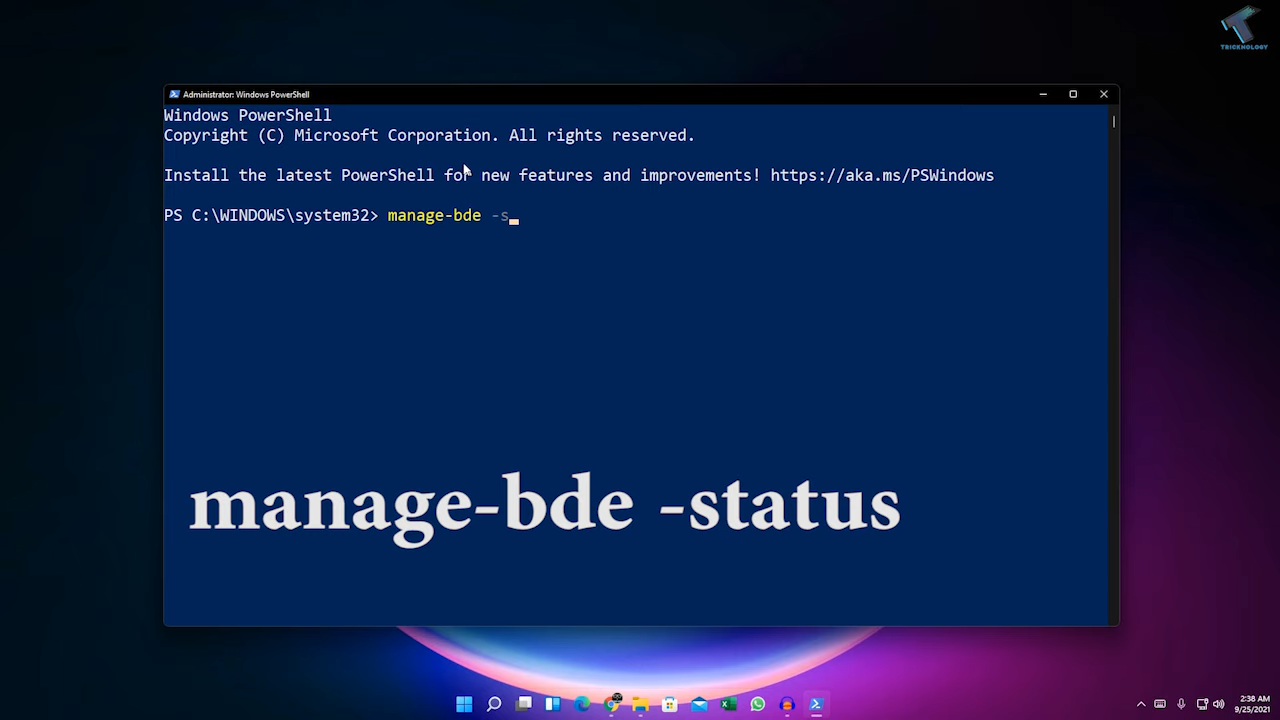 TRICKNOLOGY
Administrator: Windows PowerShell
Windows PowerShell
Copyright (C) Microsoft Corporation. All rights reserved.
Install the latest PowerShell for new features and improvements! https://aka.ms/PSWindows
PS C:\WINDOWS\system32> manage-bde -s
manage-bde -status
2:38 AM
9/25/2021